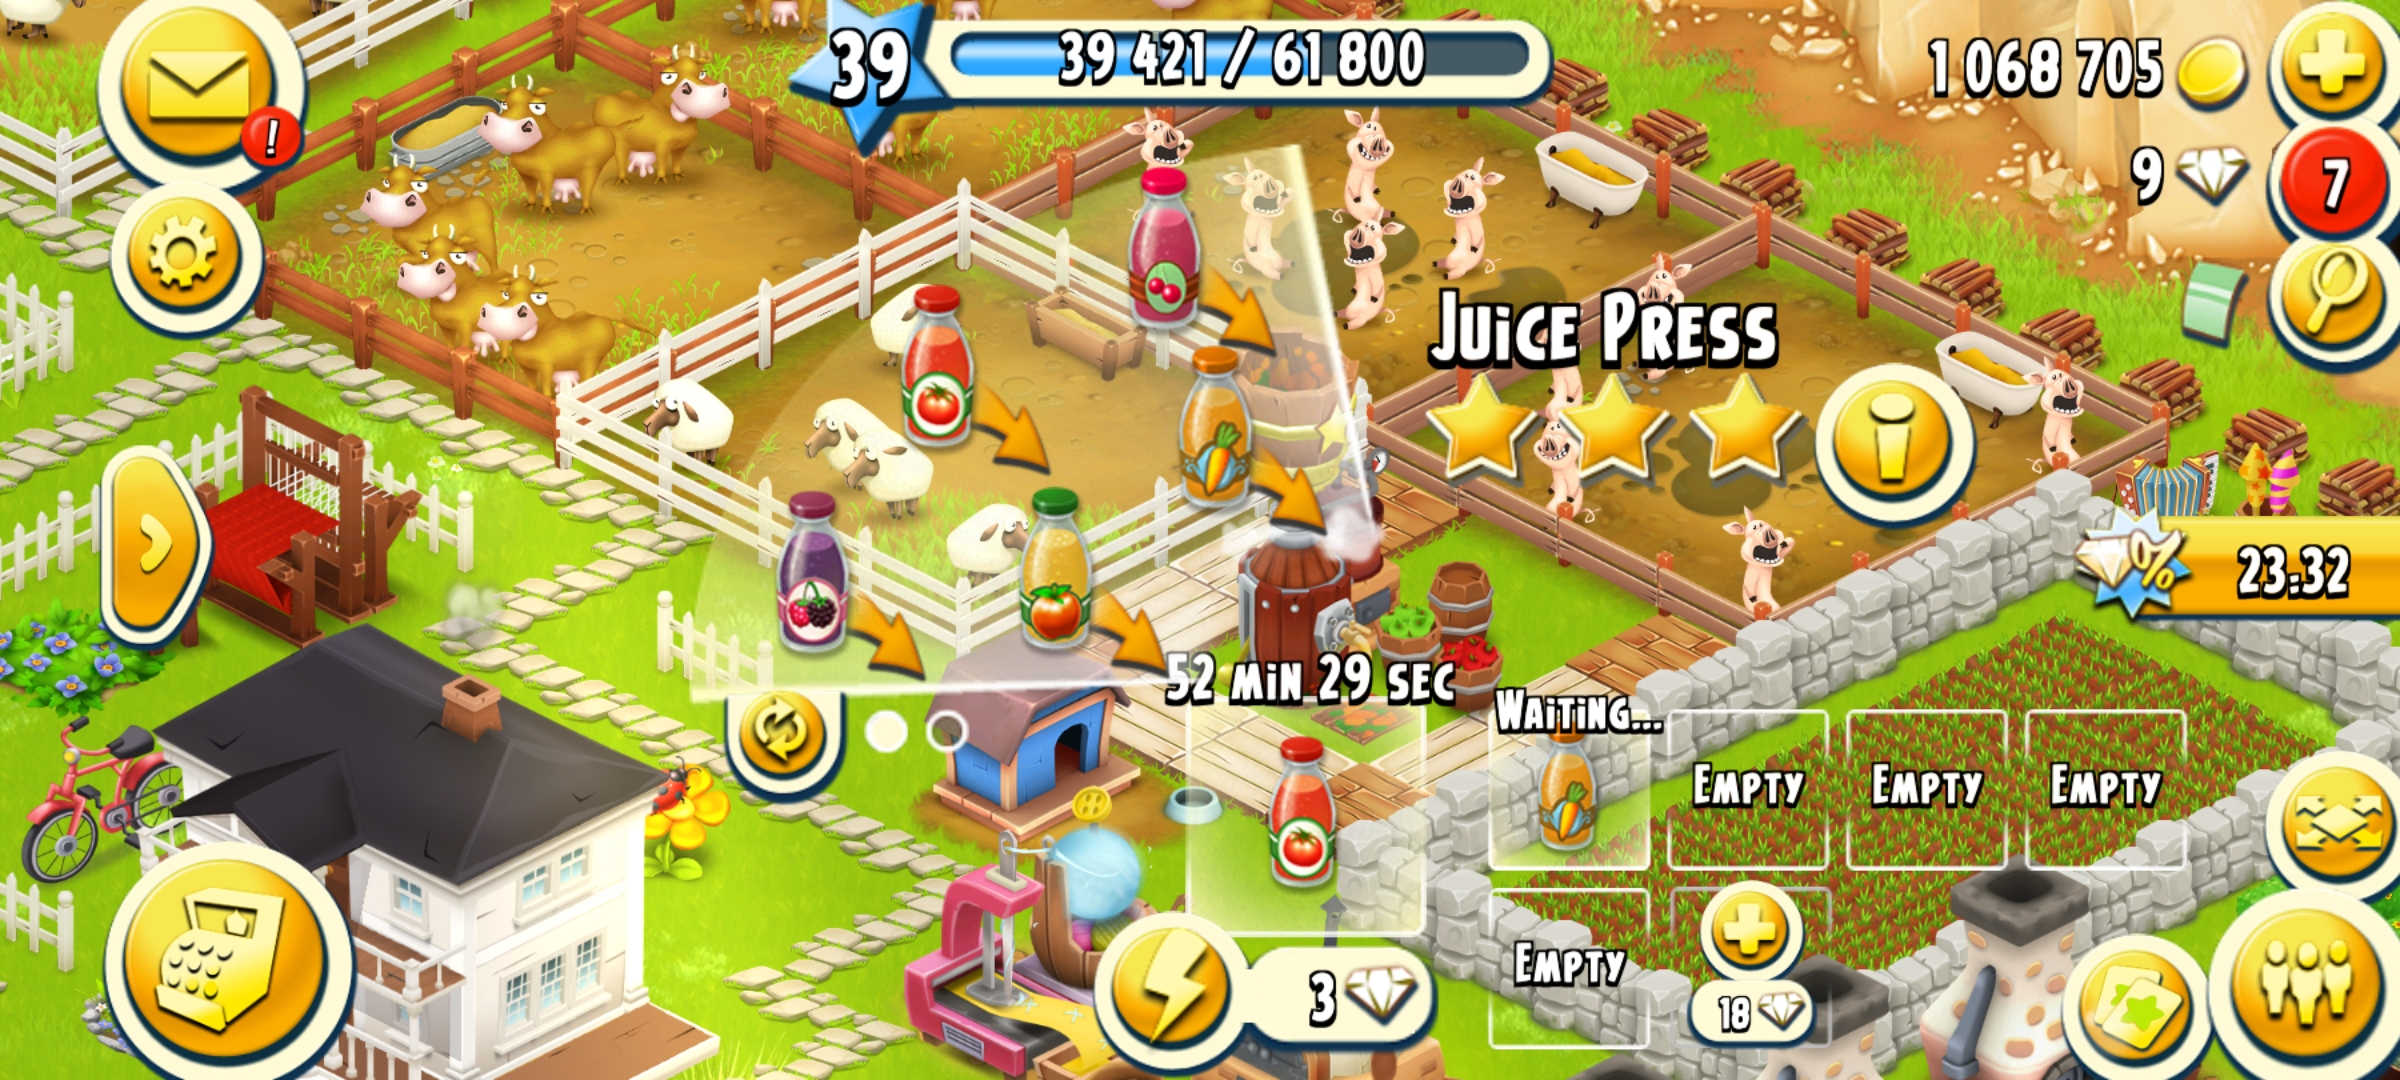 39
39 421 / 61 800
1 068 705
!
9
7
Juice Press
%
23:32
52 min 29 sec
Waiting...
Empty
Empty
Empty
Empty
3
18